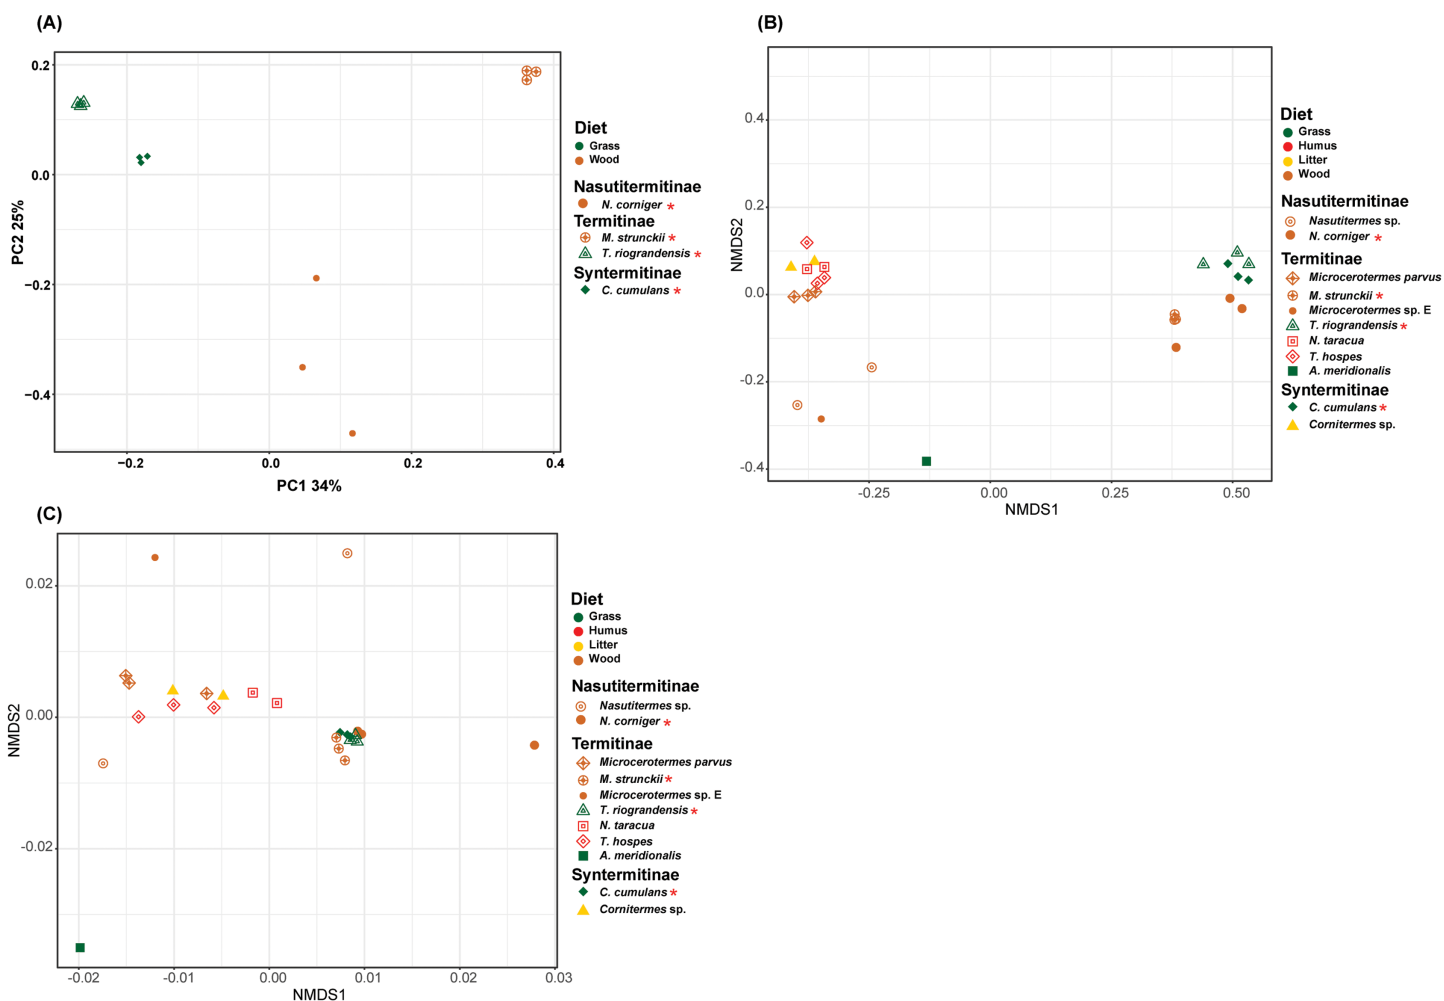 (A)
0.2
0.0
−0.2
−0.4
PC2 25%
−0.2
0.0
0.2
0.4
PC1 34%
Diet
Grass
Wood
Nasutitermitinae
N. corniger *
Termitinae
M. strunckii *
T. riograndensis *
Syntermitinae
C. cumulans *
(B)
0.4
0.2
0.0
-0.2
-0.4
NMDS2
-0.25
0.00
0.25
0.50
NMDS1
Diet
Grass
Humus
Litter
Wood
Nasutitermitinae
Nasutitermes sp.
N. corniger *
Termitinae
Microcerotermes parvus
M. strunckii *
Microcerotermes sp. E
T. riograndensis *
N. taracua
T. hospes
A. meridionalis
Syntermitinae
C. cumulans *
Cornitermes sp.
(C)
0.02
0.00
-0.02
NMDS2
-0.02
-0.01
0.00
0.01
0.02
0.03
NMDS1
Diet
Grass
Humus
Litter
Wood
Nasutitermitinae
Nasutitermes sp.
N. corniger *
Termitinae
Microcerotermes parvus
M. strunckii *
Microcerotermes sp. E
T. riograndensis *
N. taracua
T. hospes
A. meridionalis
Syntermitinae
C. cumulans *
Cornitermes sp.